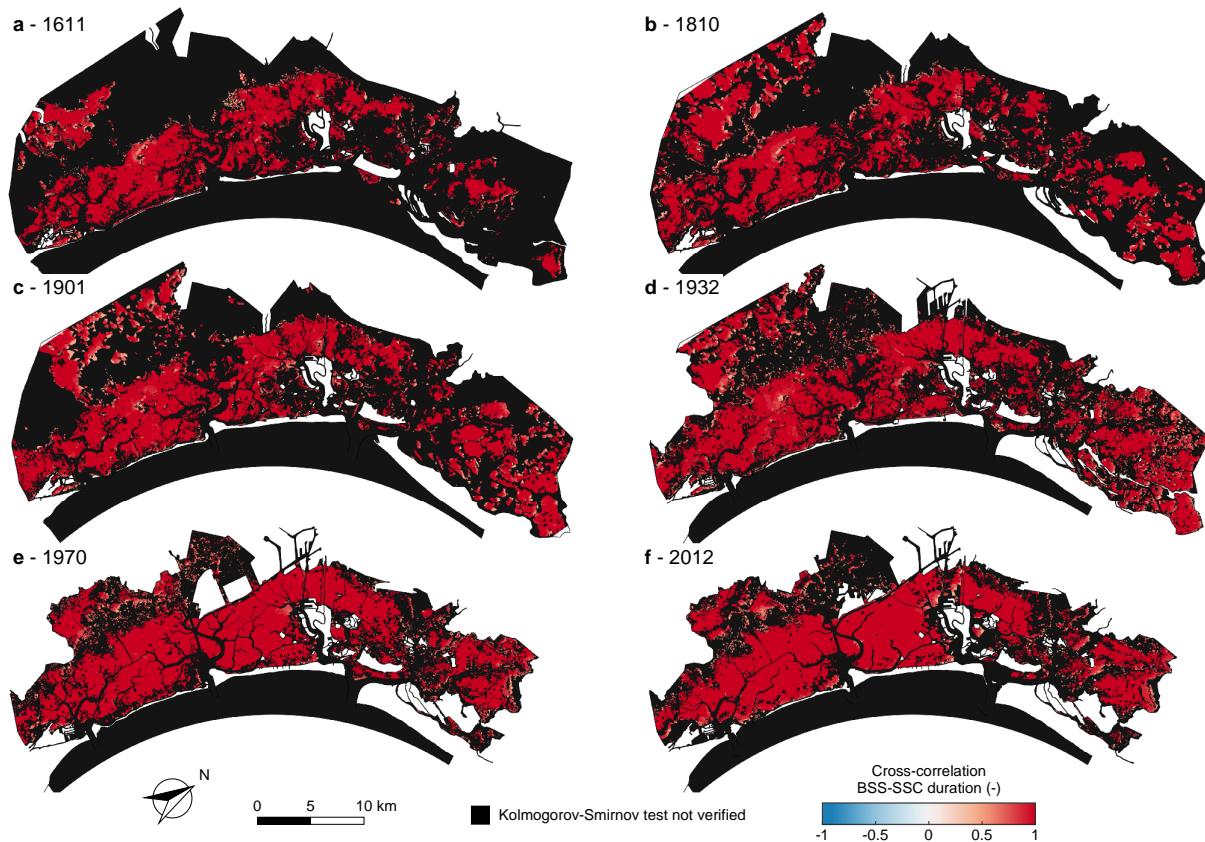 a - 1611
b - 1810
c - 1901
d - 1932
e - 1970
f - 2012
N
0 5 10 km
Kolmogorov-Smirnov test not verified
Cross-correlation
BSS-SSC duration (-)
-1 -0.5 0 0.5 1